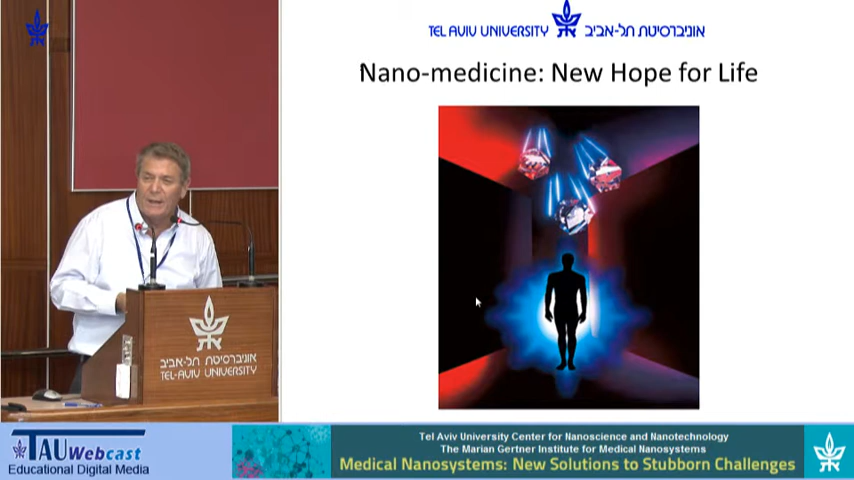 TEL AVIV UNIVERSITY אוניברסיטת תל-אביב
Nano-medicine: New Hope for Life
אוניברסיטת תל-אביב
TEL-AVIV UNIVERSITY
TAU Webcast
Educational Digital Media
Tel Aviv University Center for Nanoscience and Nanotechnology
The Marian Gertner Institute for Medical Nanosystems
Medical Nanosystems: New Solutions to Stubborn Challenges